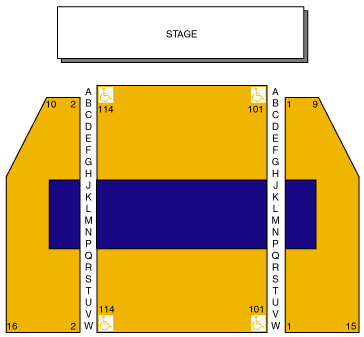 STAGE
A A
10 2 B B 1 9
114 101
C C
D D
E E
F F
G G
H H
J J
K K
L L
M M
N N
P P
Q Q
R R
S S
T T
U U
114 101
V V
16 2 W W 1 15